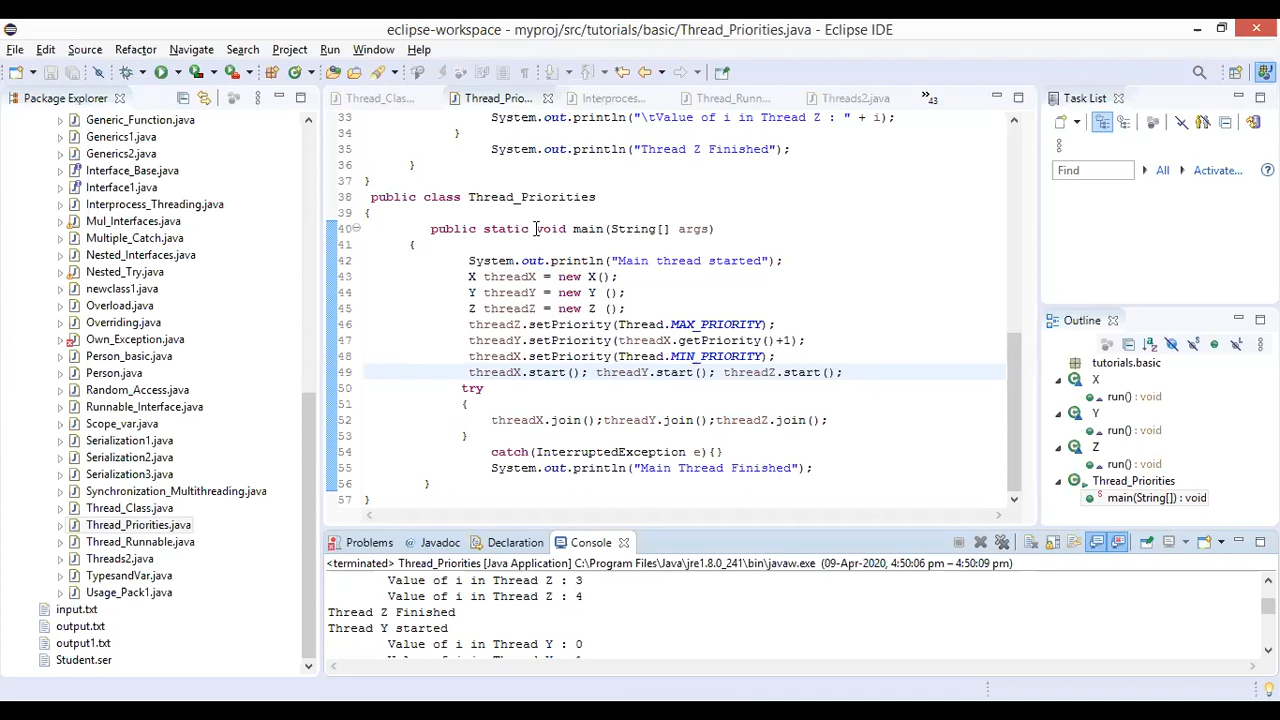 eclipse-workspace - myproj/src/tutorials/basic/Thread_Priorities.java - Eclipse IDE
File Edit Source Refactor Navigate Search Project Run Window Help
Package Explorer
Generic_Function.java
Generics1.java
Generics2.java
Interface_Base.java
Interface1.java
Interprocess_Threading.java
Mul_Interfaces.java
Multiple_Catch.java
Nested_Interfaces.java
Nested_Try.java
newclass1.java
Overload.java
Overriding.java
Own_Exception.java
Person_basic.java
Person.java
Random_Access.java
Runnable_Interface.java
Scope_var.java
Serialization1.java
Serialization2.java
Serialization3.java
Synchronization_Multithreading.java
Thread_Class.java
Thread_Priorities.java
Thread_Runnable.java
Threads2.java
TypesandVar.java
Usage_Pack1.java
input.txt
output.txt
output1.txt
Student.ser
Thread_Clas... Thread_Prio... Interproces... Thread_Runn... Threads2.java »43
33 System.out.println("\tValue of i in Thread Z : " + i);
34 }
35 System.out.println("Thread Z Finished");
36 }
37 }
38 public class Thread_Priorities
39 {
40 public static void main(String[] args)
41 {
42 System.out.println("Main thread started");
43 X threadX = new X();
44 Y threadY = new Y ();
45 Z threadZ = new Z ();
46 threadZ.setPriority(Thread.MAX_PRIORITY);
47 threadY.setPriority(threadX.getPriority()+1);
48 threadX.setPriority(Thread.MIN_PRIORITY);
49 threadX.start(); threadY.start(); threadZ.start();
50 try
51 {
52 threadX.join();threadY.join();threadZ.join();
53 }
54 catch(InterruptedException e){}
55 System.out.println("Main Thread Finished");
56 }
57 }
Problems Javadoc Declaration Console
<terminated> Thread_Priorities [Java Application] C:\Program Files\Java\jre1.8.0_241\bin\javaw.exe (09-Apr-2020, 4:50:06 pm – 4:50:09 pm)
Value of i in Thread Z : 3
Value of i in Thread Z : 4
Thread Z Finished
Thread Y started
Value of i in Thread Y : 0
Task List
Find All Activate...
Outline
tutorials.basic
X
run() : void
Y
run() : void
Z
run() : void
Thread_Priorities
main(String[]) : void